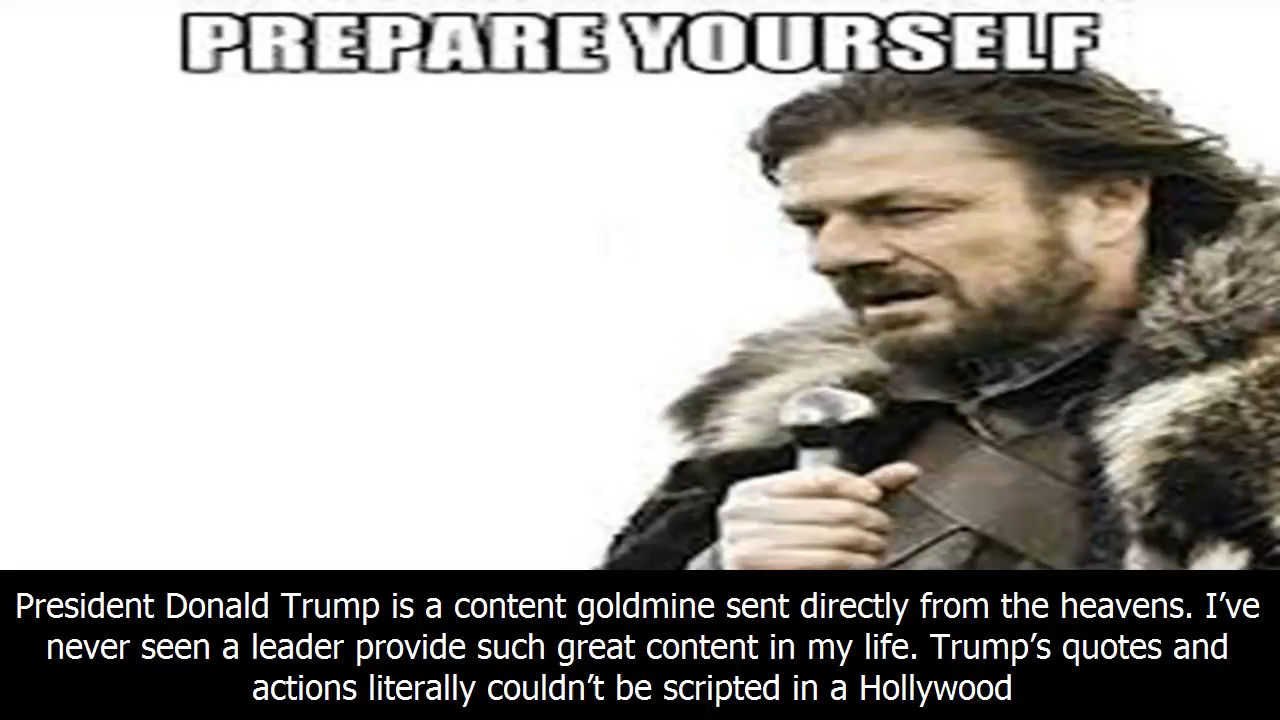 PREPARE YOURSELF
President Donald Trump is a content goldmine sent directly from the heavens. I’ve
never seen a leader provide such great content in my life. Trump’s quotes and
actions literally couldn’t be scripted in a Hollywood